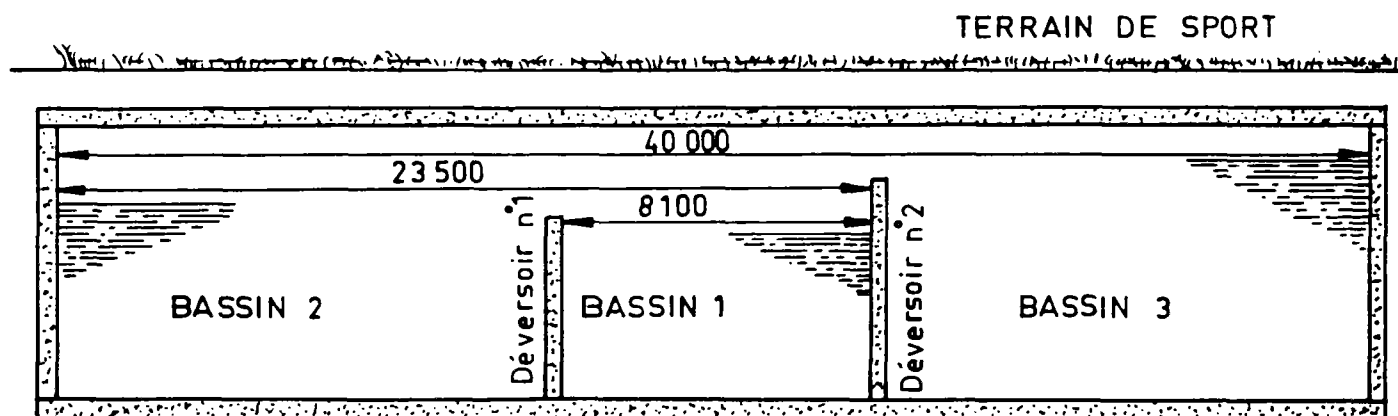 TERRAIN DE SPORT
40 000
23 500
8100
Déversoir n°1
Déversoir n°2
BASSIN 2
BASSIN 1
BASSIN 3